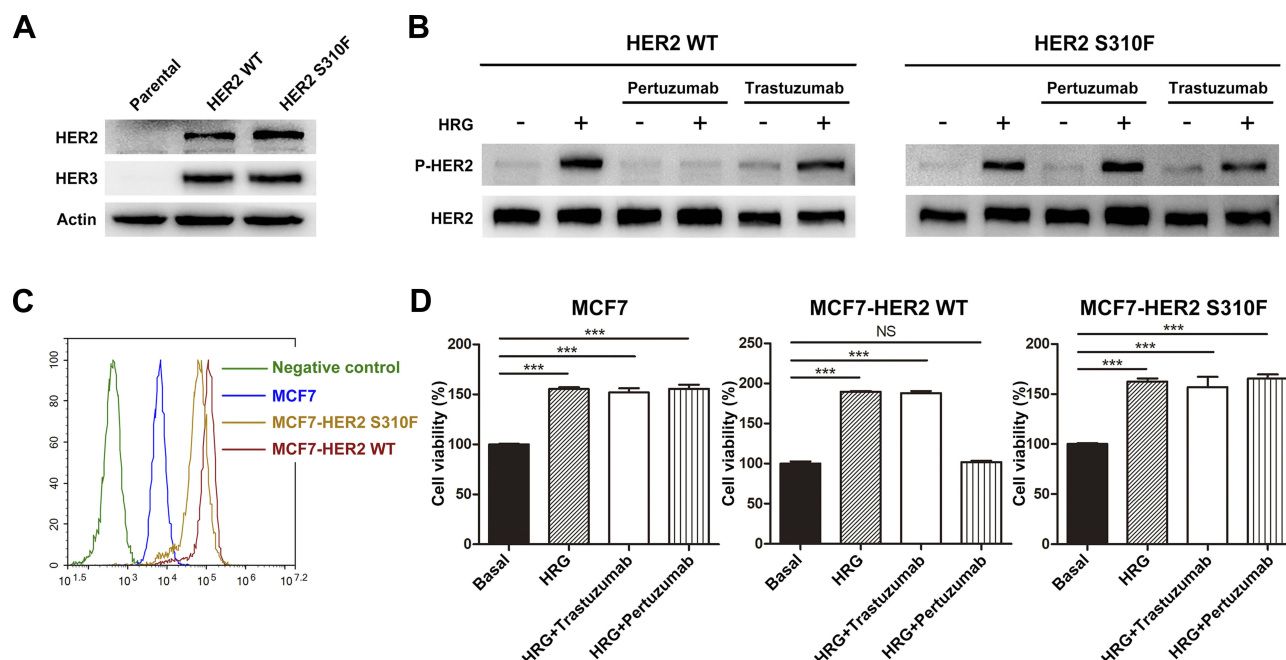 A
Parental
HER2 WT
HER2 S310F
HER2
HER3
Actin
B
HER2 WT
HER2 S310F
Pertuzumab
Trastuzumab
Pertuzumab
Trastuzumab
HRG - + - + - + - + - + - +
P-HER2
HER2
C
100
80
60
40
20
0
10^1.5 10^3 10^4 10^5 10^6 10^7.2
Negative control
MCF7
MCF7-HER2 S310F
MCF7-HER2 WT
D
MCF7
***
***
***
Cell viability (%)
200
150
100
50
0
Basal
HRG
HRG+Trastuzumab
HRG+Pertuzumab
MCF7-HER2 WT
NS
***
***
Cell viability (%)
250
200
150
100
50
0
Basal
HRG
HRG+Trastuzumab
HRG+Pertuzumab
MCF7-HER2 S310F
***
***
***
Cell viability (%)
200
150
100
50
0
Basal
HRG
HRG+Trastuzumab
HRG+Pertuzumab